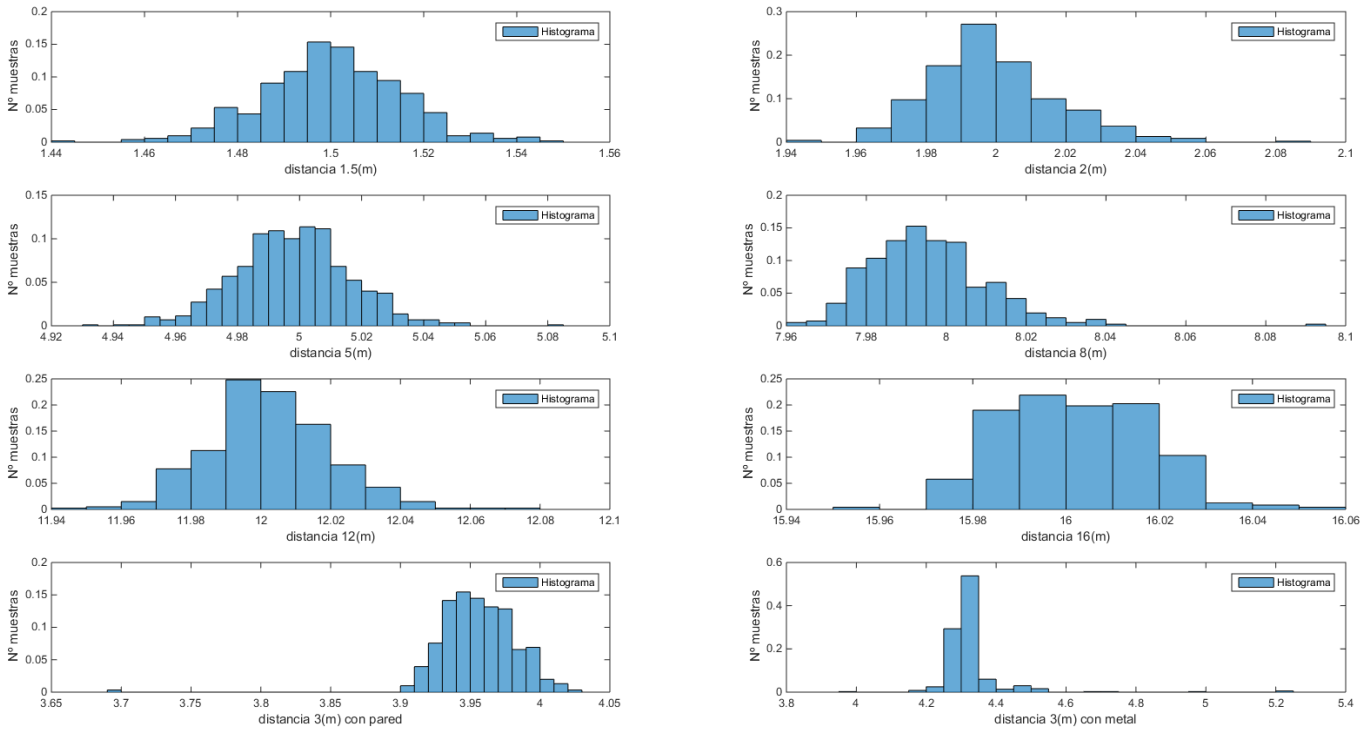 0.2
0.15
0.1
0.05
0
Nº muestras
Histograma
1.44 1.46 1.48 1.5 1.52 1.54 1.56
distancia 1.5(m)
0.3
0.2
0.1
0
Nº muestras
Histograma
1.94 1.96 1.98 2 2.02 2.04 2.06 2.08 2.1
distancia 2(m)
0.15
0.1
0.05
0
Nº muestras
Histograma
4.92 4.94 4.96 4.98 5 5.02 5.04 5.06 5.08 5.1
distancia 5(m)
0.2
0.15
0.1
0.05
0
Nº muestras
Histograma
7.96 7.98 8 8.02 8.04 8.06 8.08 8.1
distancia 8(m)
0.25
0.2
0.15
0.1
0.05
0
Nº muestras
Histograma
11.94 11.96 11.98 12 12.02 12.04 12.06 12.08 12.1
distancia 12(m)
0.25
0.2
0.15
0.1
0.05
0
Nº muestras
Histograma
15.94 15.96 15.98 16 16.02 16.04 16.06
distancia 16(m)
0.2
0.15
0.1
0.05
0
Nº muestras
Histograma
3.65 3.7 3.75 3.8 3.85 3.9 3.95 4 4.05
distancia 3(m) con pared
0.6
0.4
0.2
0
Nº muestras
Histograma
3.8 4 4.2 4.4 4.6 4.8 5 5.2 5.4
distancia 3(m) con metal